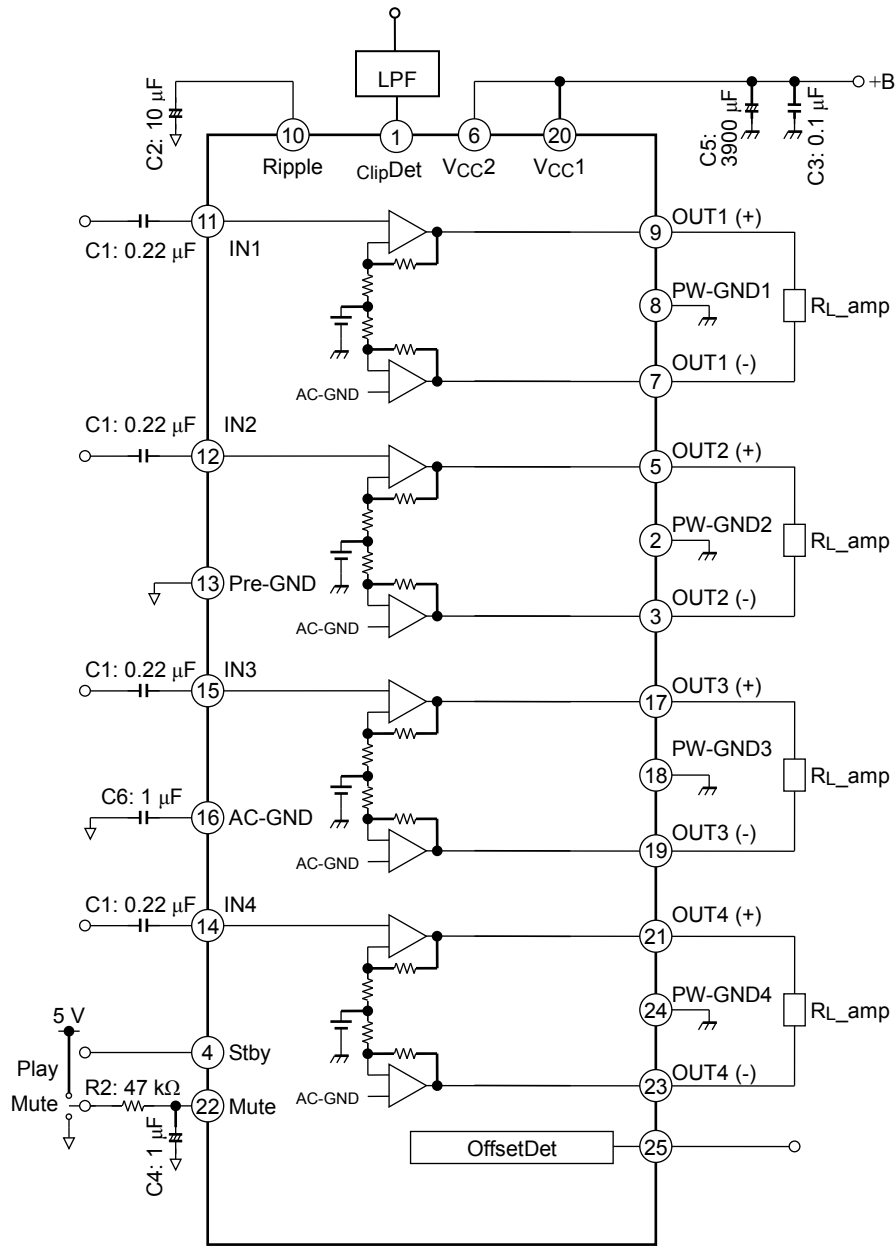 LPF
+B
C2: 10 µF
C5:
3900 µF
C3: 0.1 µF
10
1
6
20
Ripple
ClipDet
VCC2
VCC1
11
IN1
C1: 0.22 µF
9
OUT1 (+)
8
PW-GND1
RL_amp
7
OUT1 (-)
AC-GND
C1: 0.22 µF
IN2
12
5
OUT2 (+)
2
PW-GND2
RL_amp
13
Pre-GND
3
OUT2 (-)
AC-GND
C1: 0.22 µF
IN3
15
17
OUT3 (+)
18
PW-GND3
RL_amp
C6: 1 µF
16
AC-GND
19
OUT3 (-)
AC-GND
C1: 0.22 µF
IN4
14
21
OUT4 (+)
24
PW-GND4
RL_amp
5 V
4
Stby
Play
R2: 47 kΩ
Mute
22
Mute
C4: 1 µF
AC-GND
23
OUT4 (-)
OffsetDet
25